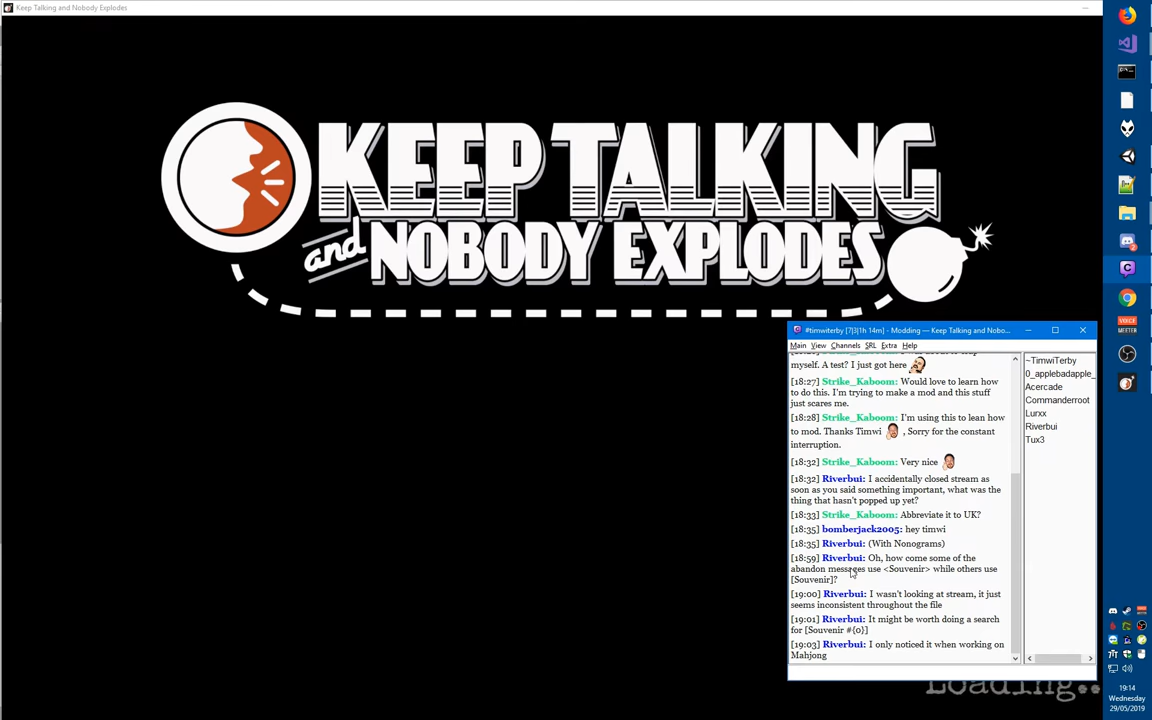 Keep Talking and Nobody Explodes
KEEP TALKING
and NOBODY EXPLODES
#timwiterby [7|3|1h 14m] - Modding — Keep Talking and Nobo...
Main View Channels SRL Extra Help
myself. A test? I just got here
[18:27] Strike_Kaboom: Would love to learn how
to do this. I'm trying to make a mod and this stuff
just scares me.
[18:28] Strike_Kaboom: I'm using this to lean how
to mod. Thanks Timwi , Sorry for the constant
interruption.
[18:32] Strike_Kaboom: Very nice
[18:32] Riverbui: I accidentally closed stream as
soon as you said something important, what was the
thing that hasn't popped up yet?
[18:33] Strike_Kaboom: Abbreviate it to UK?
[18:35] bomberjack2005: hey timwi
[18:35] Riverbui: (With Nonograms)
[18:59] Riverbui: Oh, how come some of the
abandon messages use <Souvenir> while others use
[Souvenir]?
[19:00] Riverbui: I wasn't looking at stream, it just
seems inconsistent throughout the file
[19:01] Riverbui: It might be worth doing a search
for [Souvenir #{0}]
[19:03] Riverbui: I only noticed it when working on
Mahjong
~TimwiTerby
0_applebadapple_
Acercade
Commanderroot
Lurxx
Riverbui
Tux3
Loading..
VOICE
MEETER
19:14
Wednesday
29/05/2019